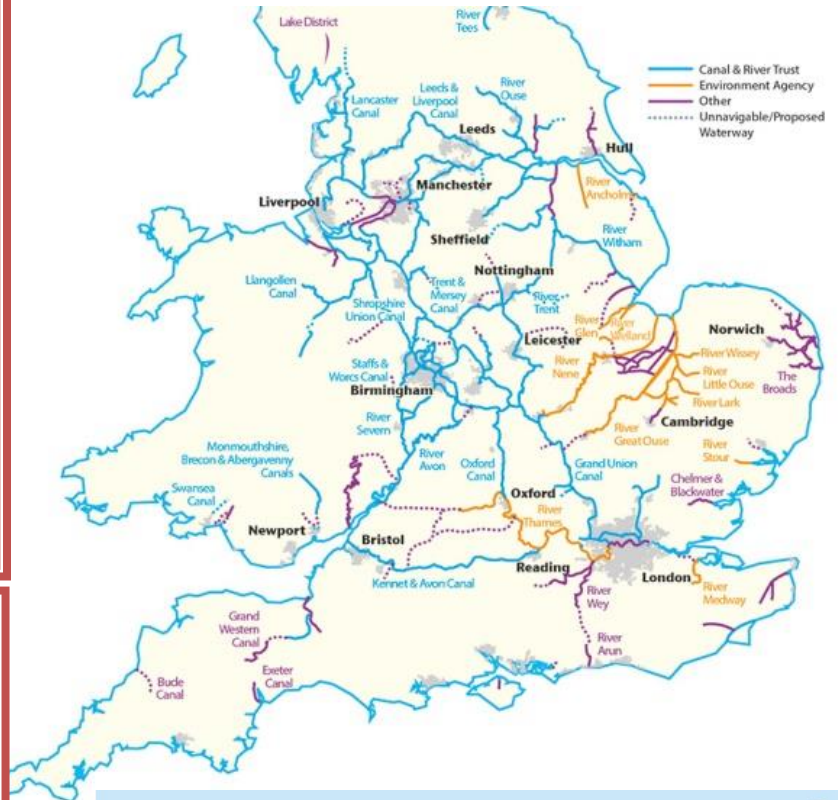 Lake District
River
Tees
Canal & River Trust
Environment Agency
Other
Unnavigable/Proposed
Waterway
Lancaster
Canal
Leeds &
Liverpool
Canal
River
Ouse
Leeds
Hull
Manchester
River
Ancholm
Liverpool
Sheffield
River
Witham
Nottingham
Llangollen
Canal
Trent &
Mersey
Canal
Shropshire
Union Canal
River
Trent
River
Glen
River
Welland
Leicester
Norwich
River
Nene
River Wissey
River
Little Ouse
The
Broads
River Lark
Staffs &
Worcs Canal
Birmingham
Cambridge
River
Severn
River
Great Ouse
River
Stour
Monmouthshire,
Brecon & Abergavenny
Canals
River
Avon
Oxford
Canal
Grand Union
Canal
Swansea
Canal
Chelmer &
Blackwater
Oxford
River
Thames
Newport
Bristol
Reading
London
Kennet & Avon Canal
River
Wey
River
Medway
Grand
Western
Canal
River
Arun
Exeter
Canal
Bude
Canal